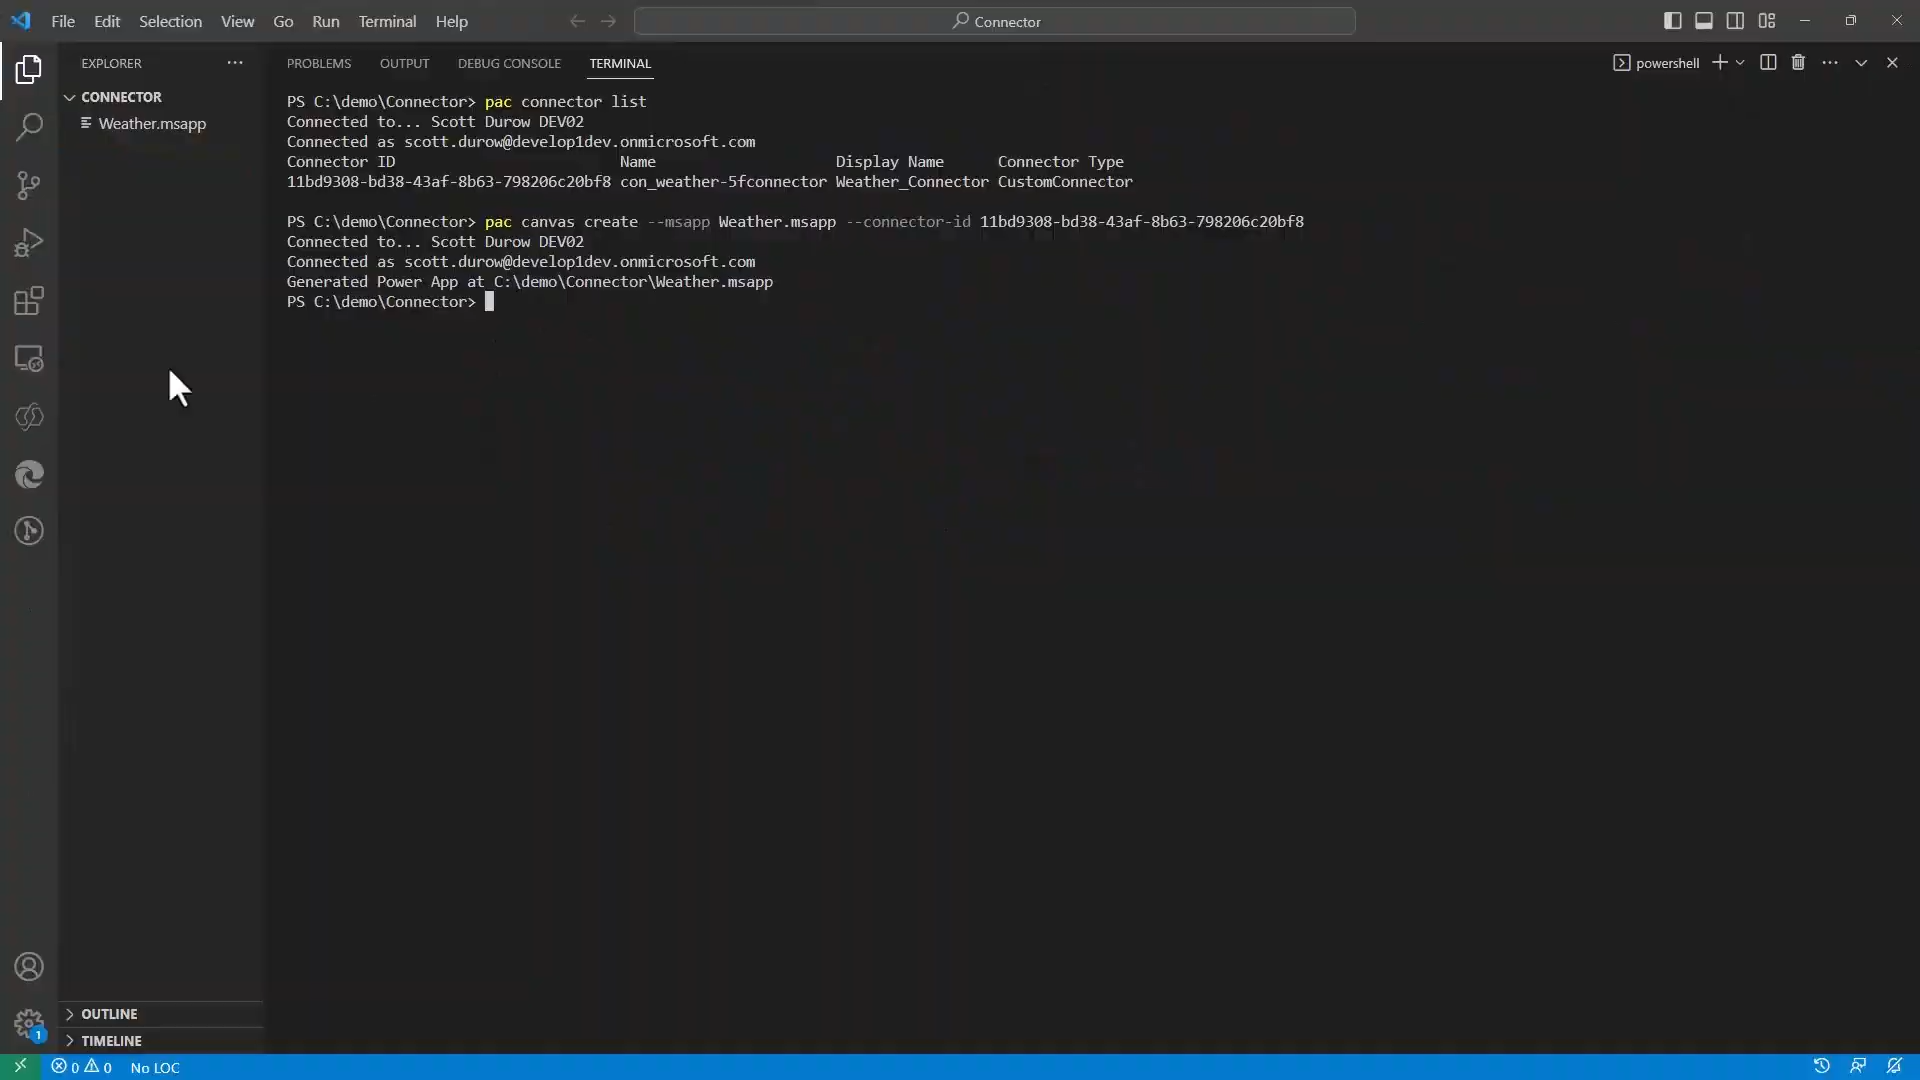 File Edit Selection View Go Run Terminal Help
Connector
EXPLORER
CONNECTOR
Weather.msapp
PROBLEMS OUTPUT DEBUG CONSOLE TERMINAL
powershell
PS C:\demo\Connector> pac connector list
Connected to... Scott Durow DEV02
Connected as scott.durow@develop1dev.onmicrosoft.com
Connector ID Name Display Name Connector Type
11bd9308-bd38-43af-8b63-798206c20bf8 con_weather-5fconnector Weather_Connector CustomConnector
PS C:\demo\Connector> pac canvas create --msapp Weather.msapp --connector-id 11bd9308-bd38-43af-8b63-798206c20bf8
Connected to... Scott Durow DEV02
Connected as scott.durow@develop1dev.onmicrosoft.com
Generated Power App at C:\demo\Connector\Weather.msapp
PS C:\demo\Connector>
OUTLINE
1
TIMELINE
0 0 No LOC